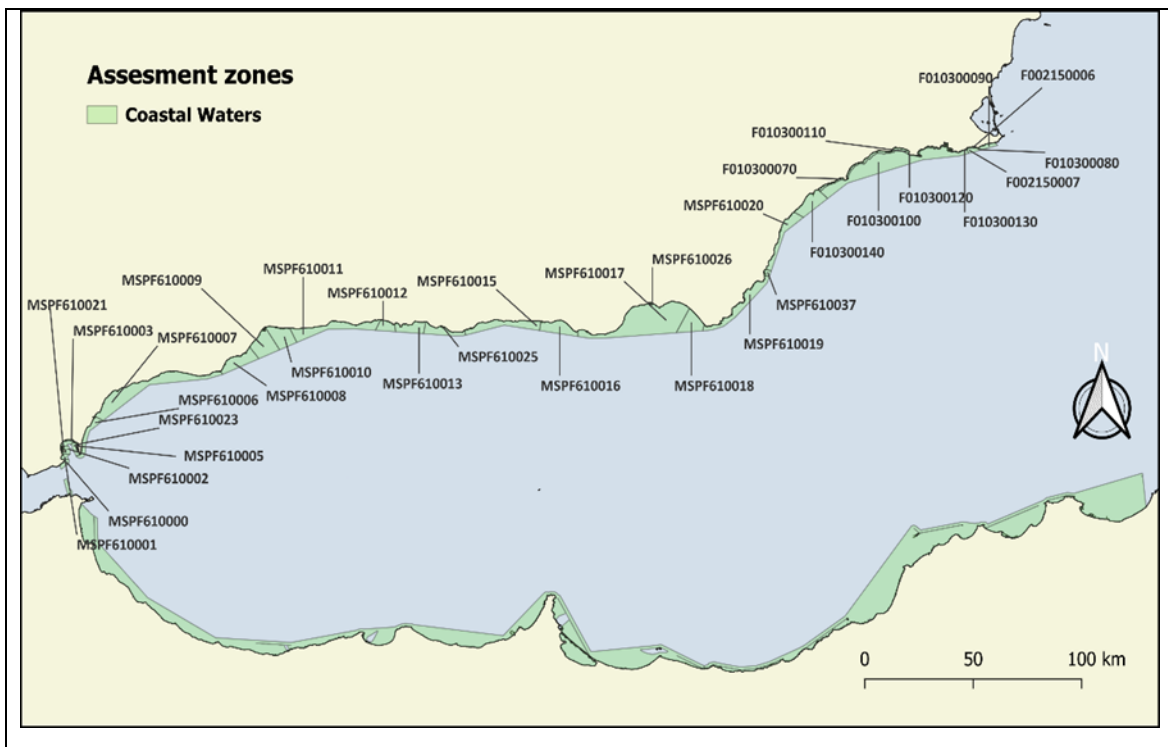 Assesment zones
Coastal Waters
F010300090
F002150006
F010300110
F010300080
F010300070
F002150007
F010300120
MSPF610020
F010300100
F010300130
F010300140
MSPF610017
MSPF610026
MSPF610011
MSPF610009
MSPF610015
MSPF610012
MSPF610021
MSPF610037
MSPF610003
MSPF610007
MSPF610019
MSPF610025
MSPF610010
MSPF610013
MSPF610016
MSPF610018
MSPF610008
MSPF610006
MSPF610023
MSPF610005
MSPF610002
MSPF610000
MSPF610001
N
0 50 100 km